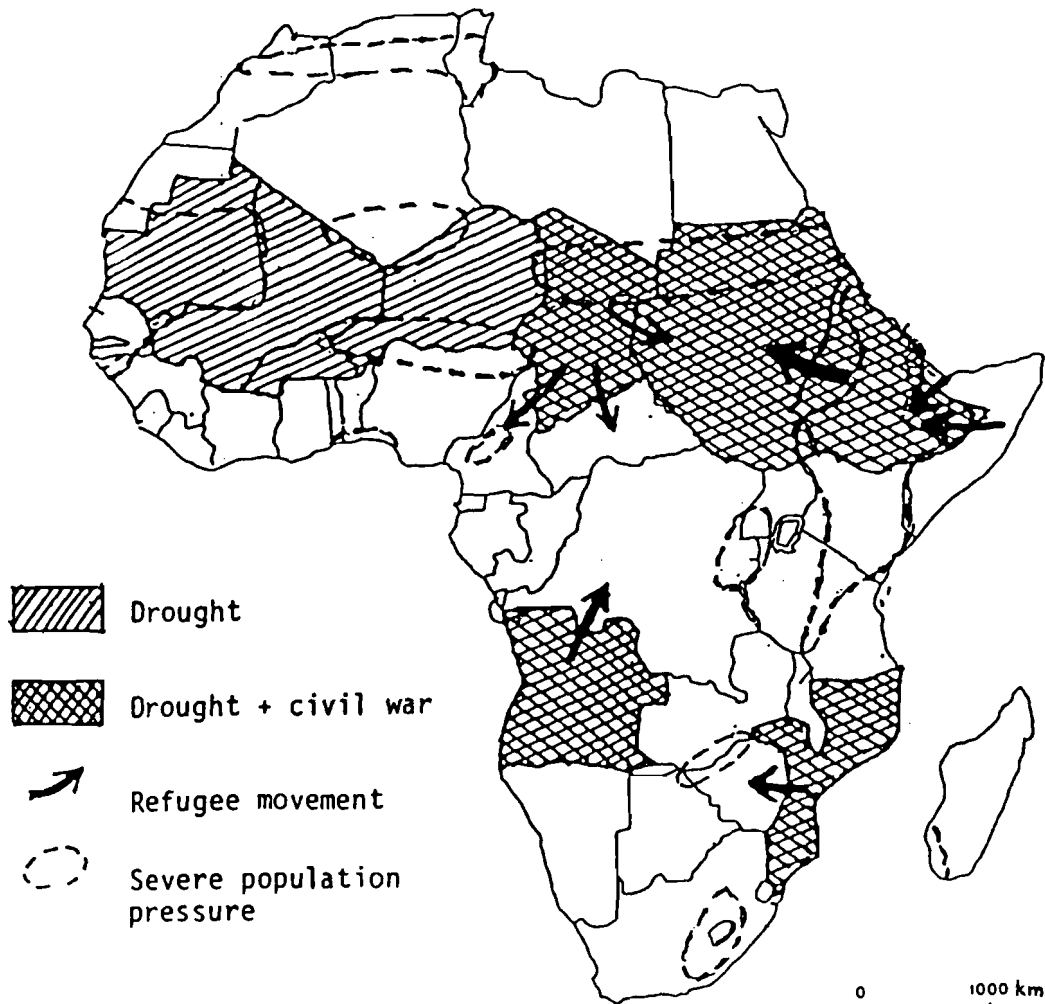 Drought
Drought + civil war
Refugee movement
Severe population
pressure
0 1000 km